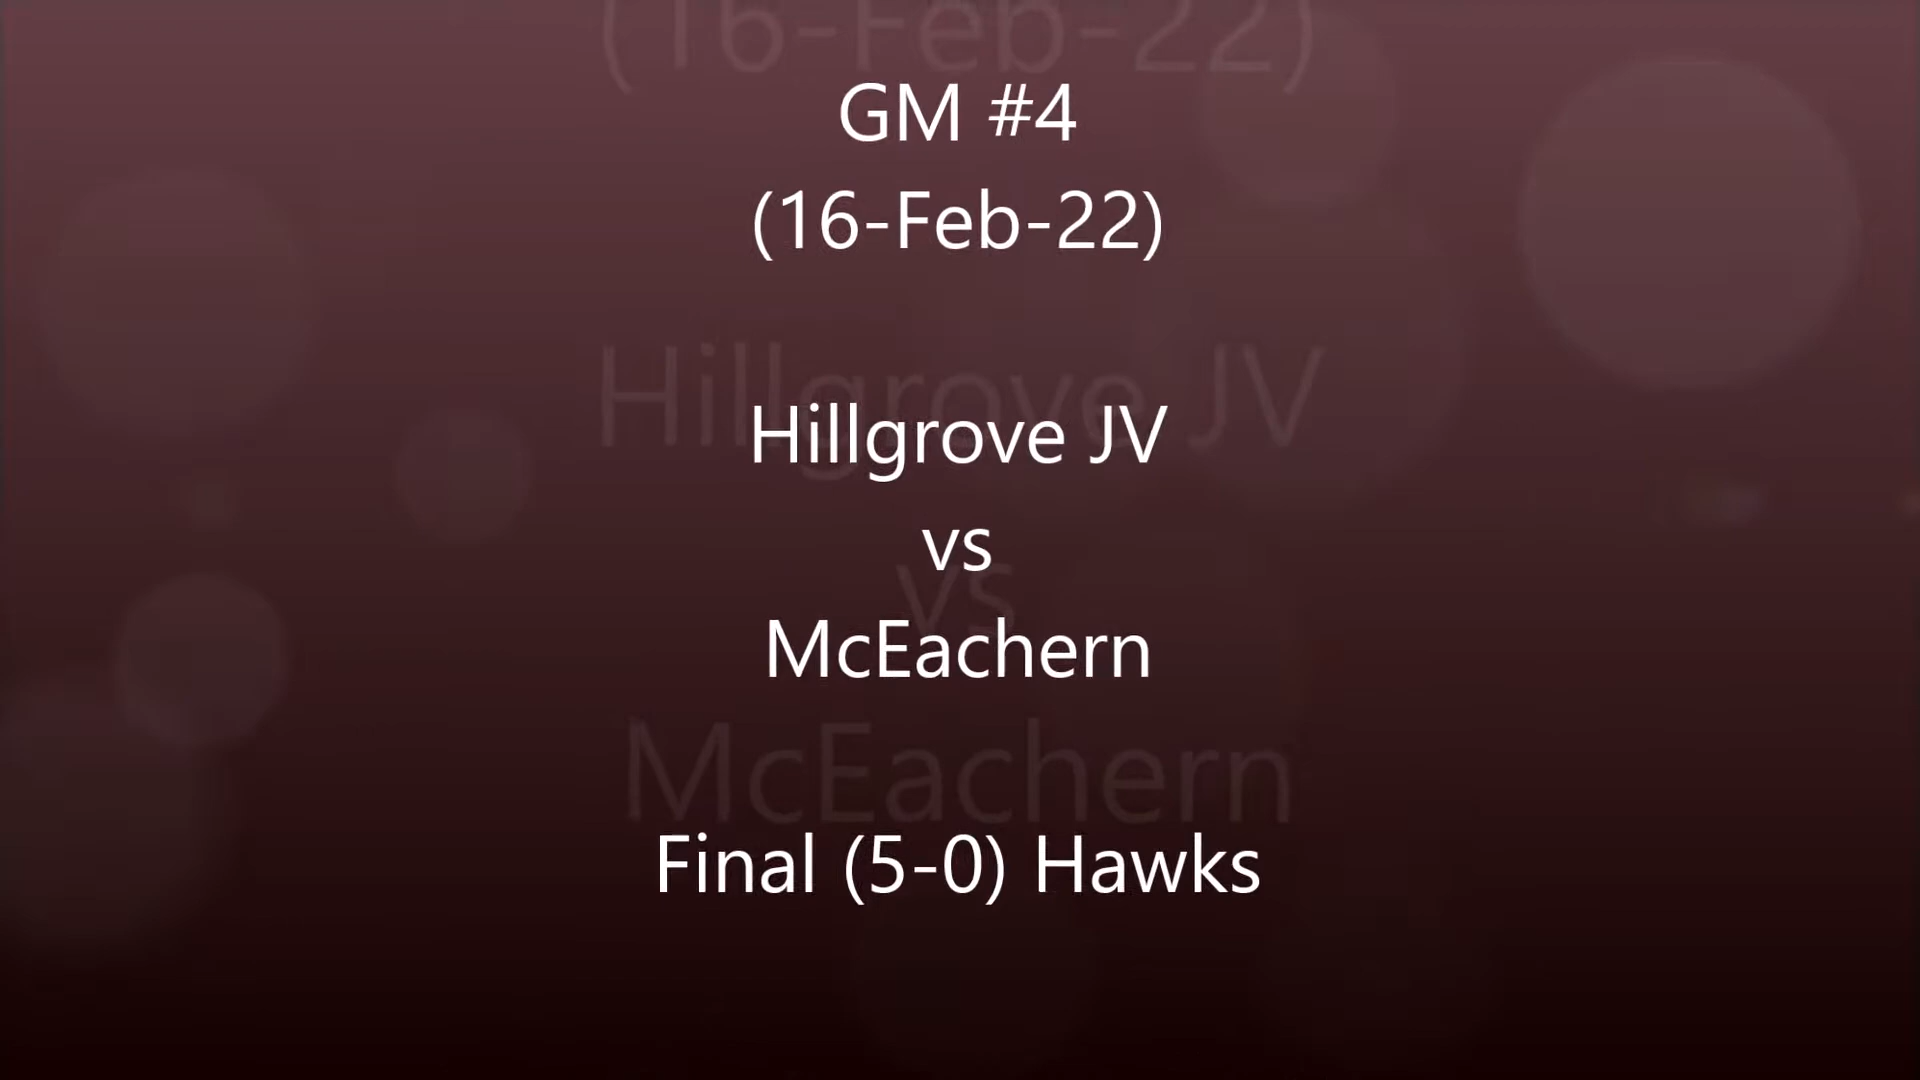 GM #4
(16-Feb-22)
Hillgrove JV
vs
McEachern
Final (5-0) Hawks